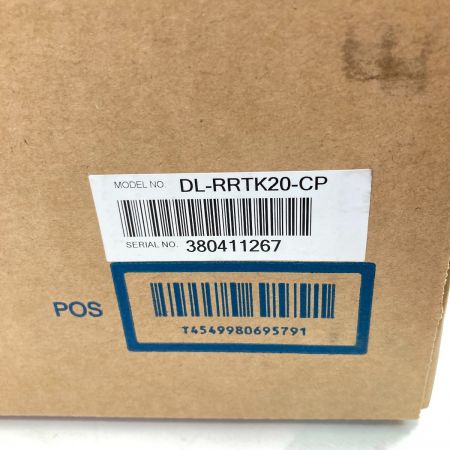 MODEL NO. DL-RRTK20-CP
SERIAL NO. 380411267
POS
T4549980695791